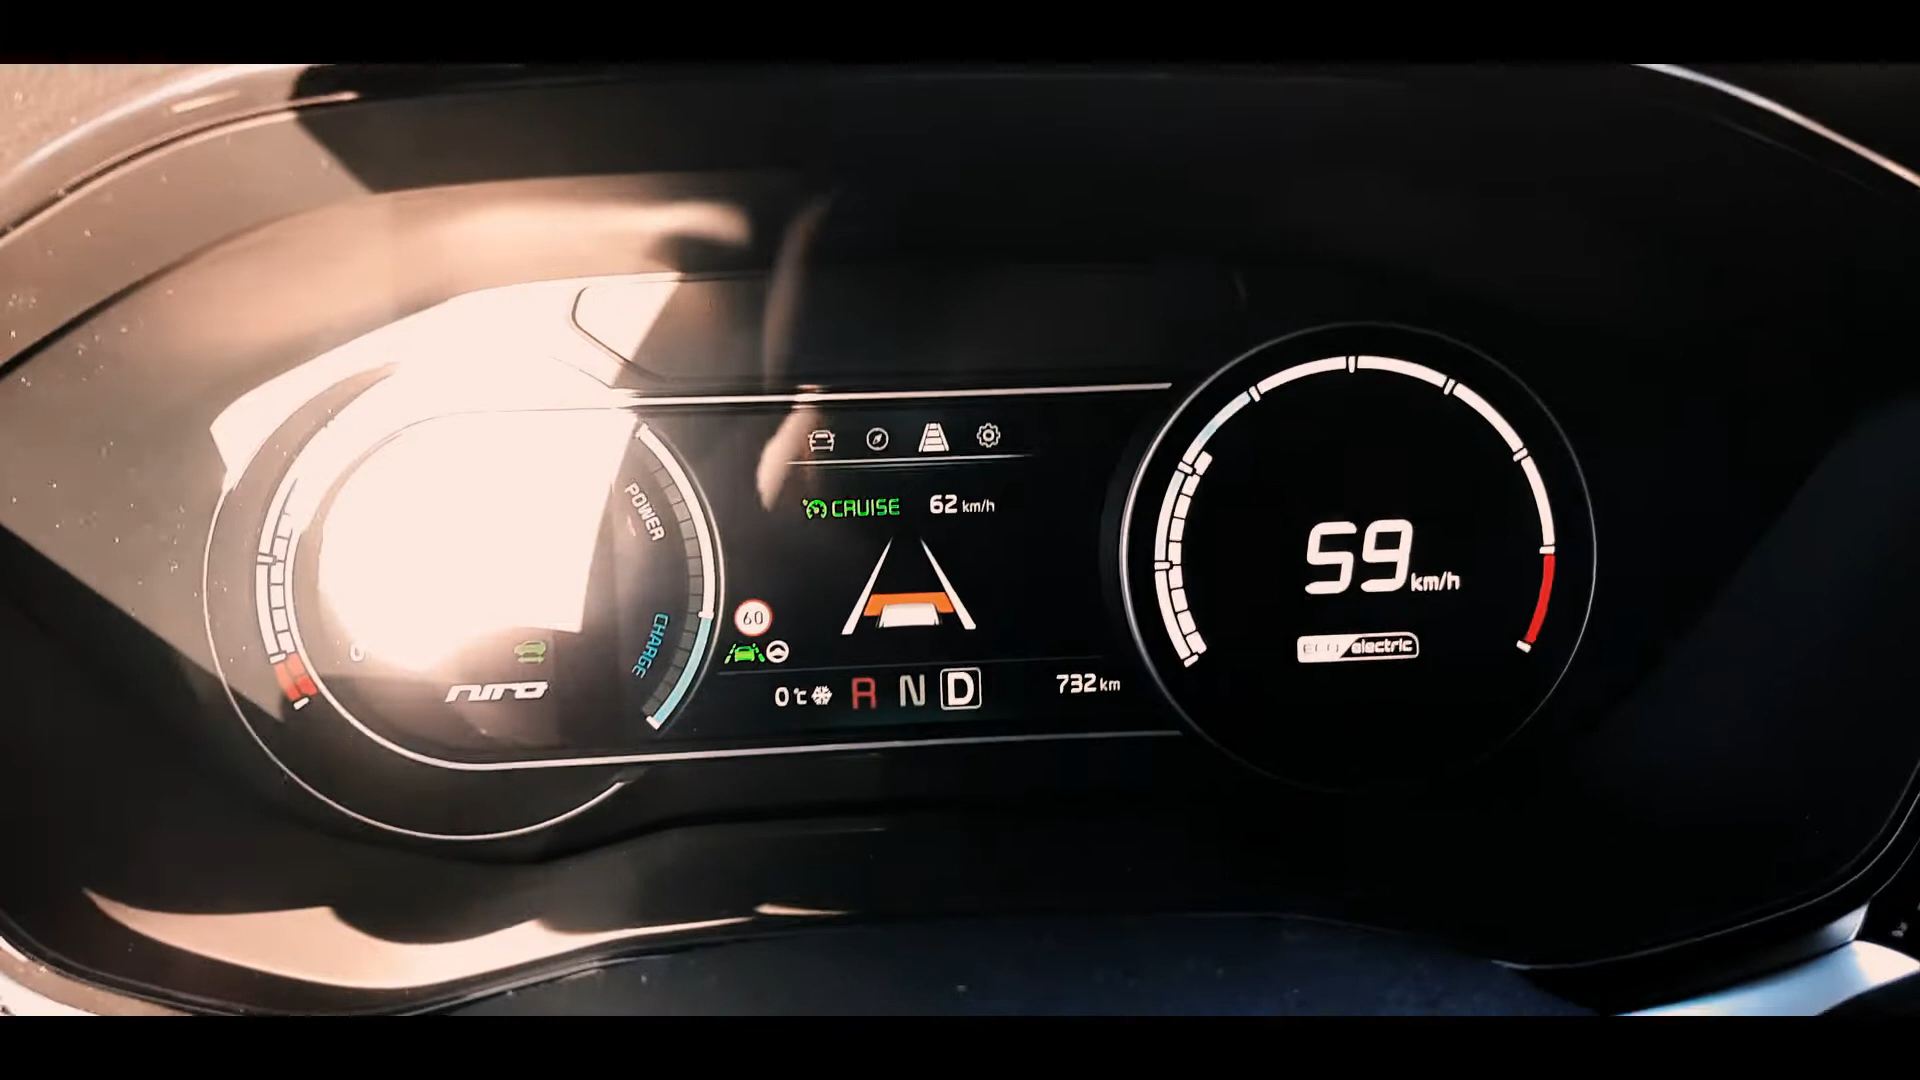 CRUISE 62 km/h
POWER
60
59 km/h
CHARGE
ECO electric
niro
0°C R N D 732 km